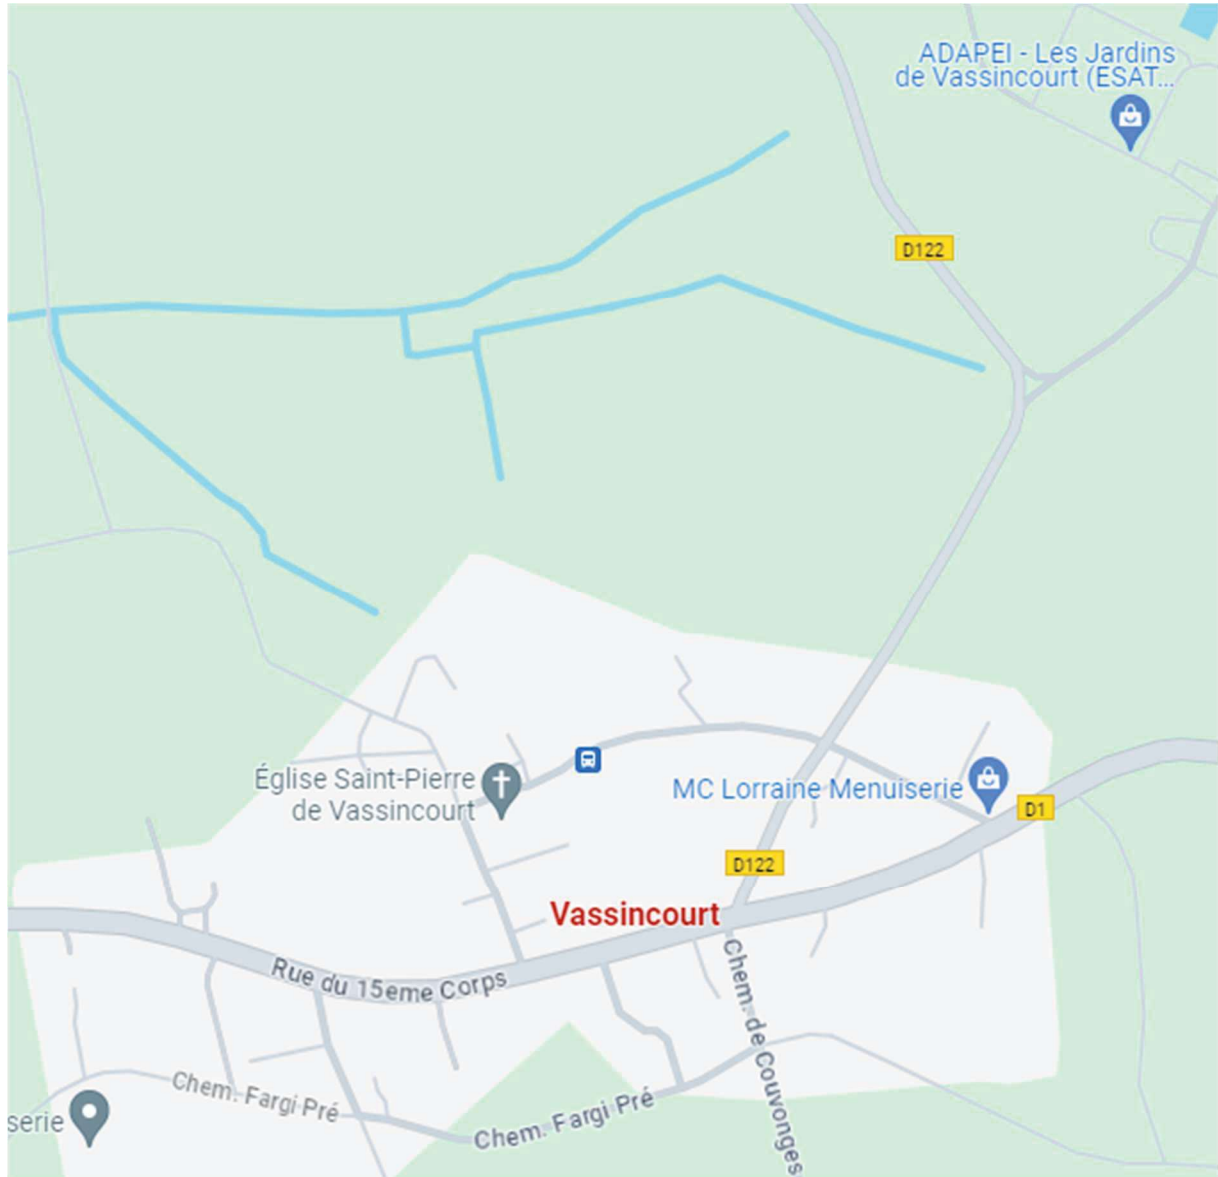 ADAPEI - Les Jardins
de Vassincourt (ESAT...
D122
Église Saint-Pierre
de Vassincourt
MC Lorraine Menuiserie
D1
D122
Vassincourt
Rue du 15eme Corps
Chem. de Couvonges
Chem. Fargi Pré
serie
Chem. Fargi Pré